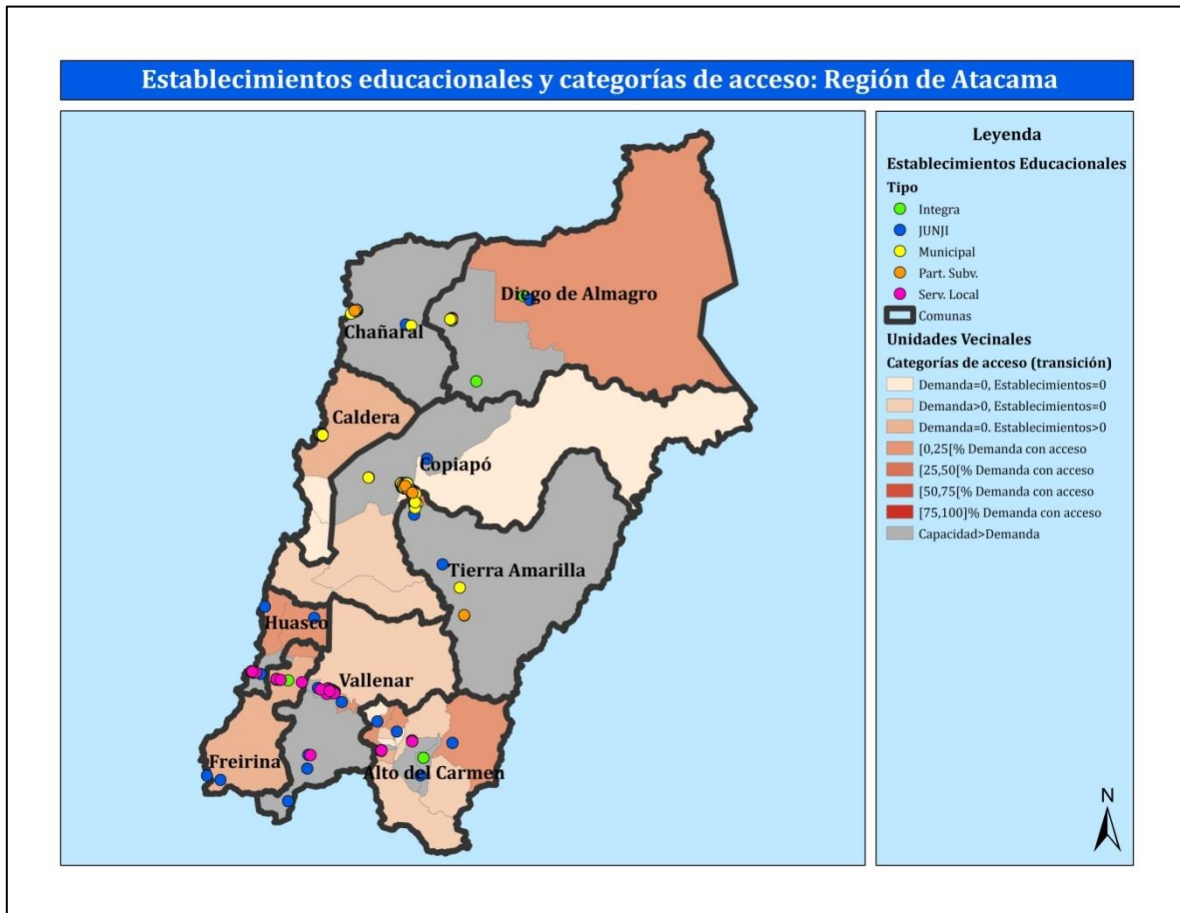 Establecimientos educacionales y categorías de acceso: Región de Atacama
Diego de Almagro
Chañaral
Caldera
Copiapó
Tierra Amarilla
Huasco
Vallenar
Freirina
Alto del Carmen
Leyenda
Establecimientos Educacionales
Tipo
Integra
JUNJI
Municipal
Part. Subv.
Serv. Local
Comunas
Unidades Vecinales
Categorías de acceso (transición)
Demanda=0, Establecimientos=0
Demanda>0, Establecimientos=0
Demanda=0. Establecimientos>0
[0,25[% Demanda con acceso
[25,50[% Demanda con acceso
[50,75[% Demanda con acceso
[75,100]% Demanda con acceso
Capacidad>Demanda
N